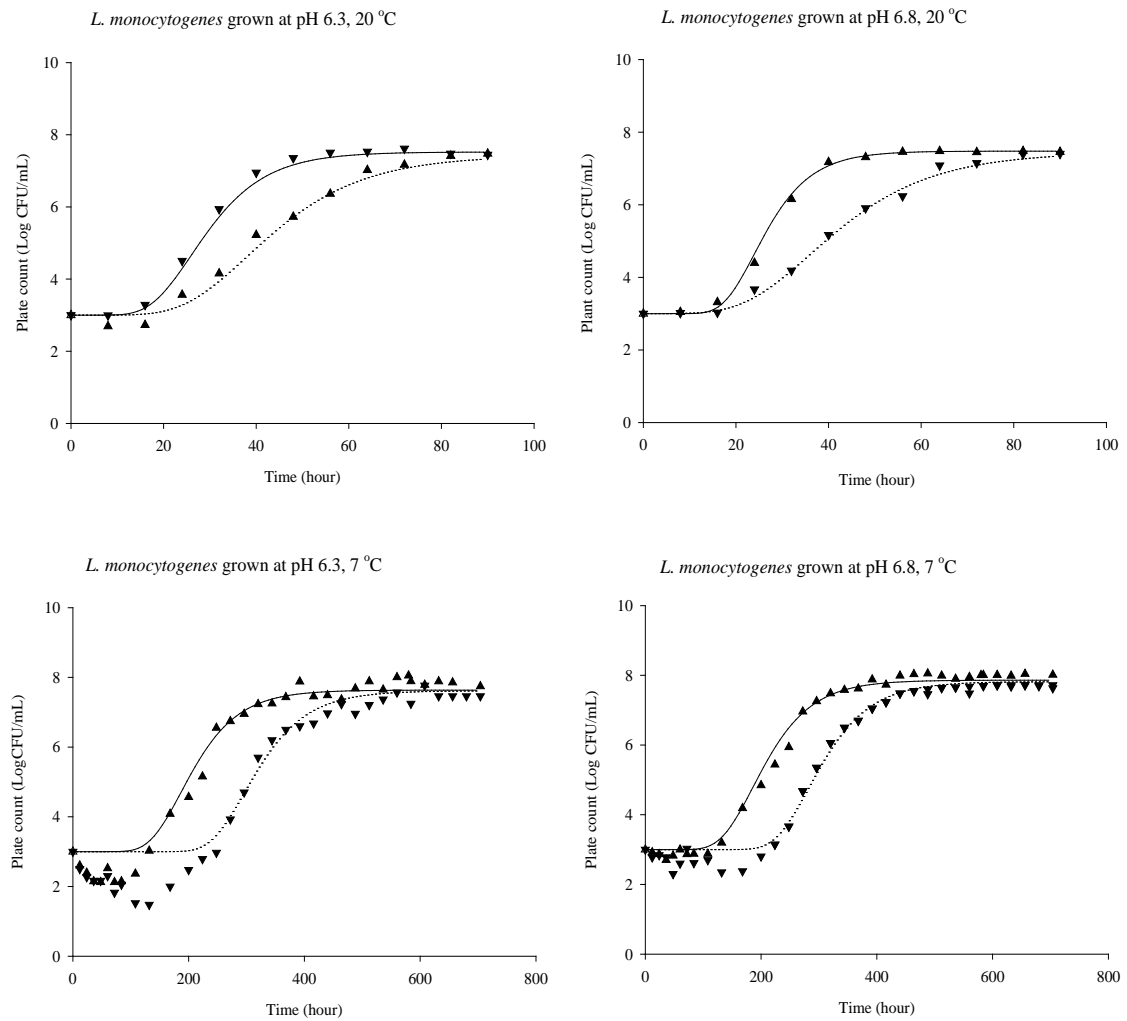 L. monocytogenes grown at pH 6.3, 20 °C
10
8
6
4
2
0
Plate count (Log CFU/mL)
0 20 40 60 80 100
Time (hour)
L. monocytogenes grown at pH 6.8, 20 °C
10
8
6
4
2
0
Plant count (Log CFU/mL)
0 20 40 60 80 100
Time (hour)
L. monocytogenes grown at pH 6.3, 7 °C
10
8
6
4
2
0
Plate count (LogCFU/mL)
0 200 400 600 800
Time (hour)
L. monocytogenes grown at pH 6.8, 7 °C
10
8
6
4
2
0
Plate count (Log CFU/mL)
0 200 400 600 800
Time (hour)